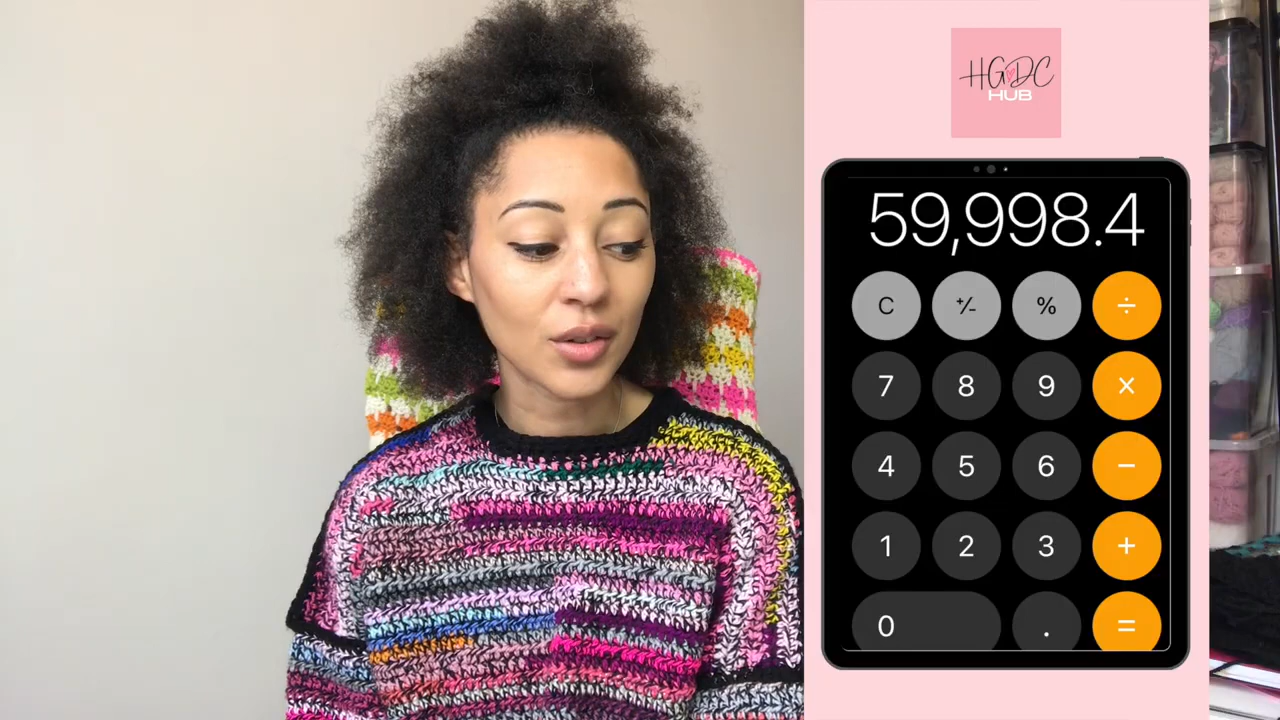 HGDC
HUB
59,998.4
C +/- % ÷
7 8 9 ×
4 5 6 −
1 2 3 +
0 . =